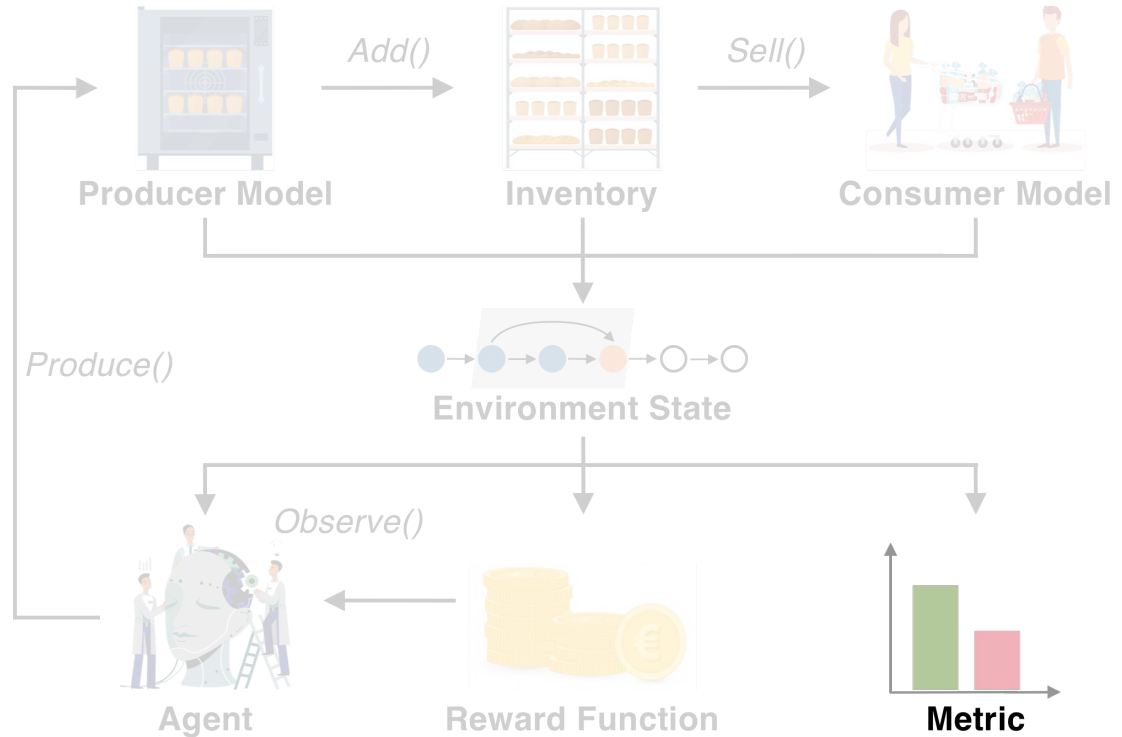 Add()
Sell()
Producer Model
Inventory
Consumer Model
Produce()
Environment State
Observe()
€
Agent
Reward Function
Metric